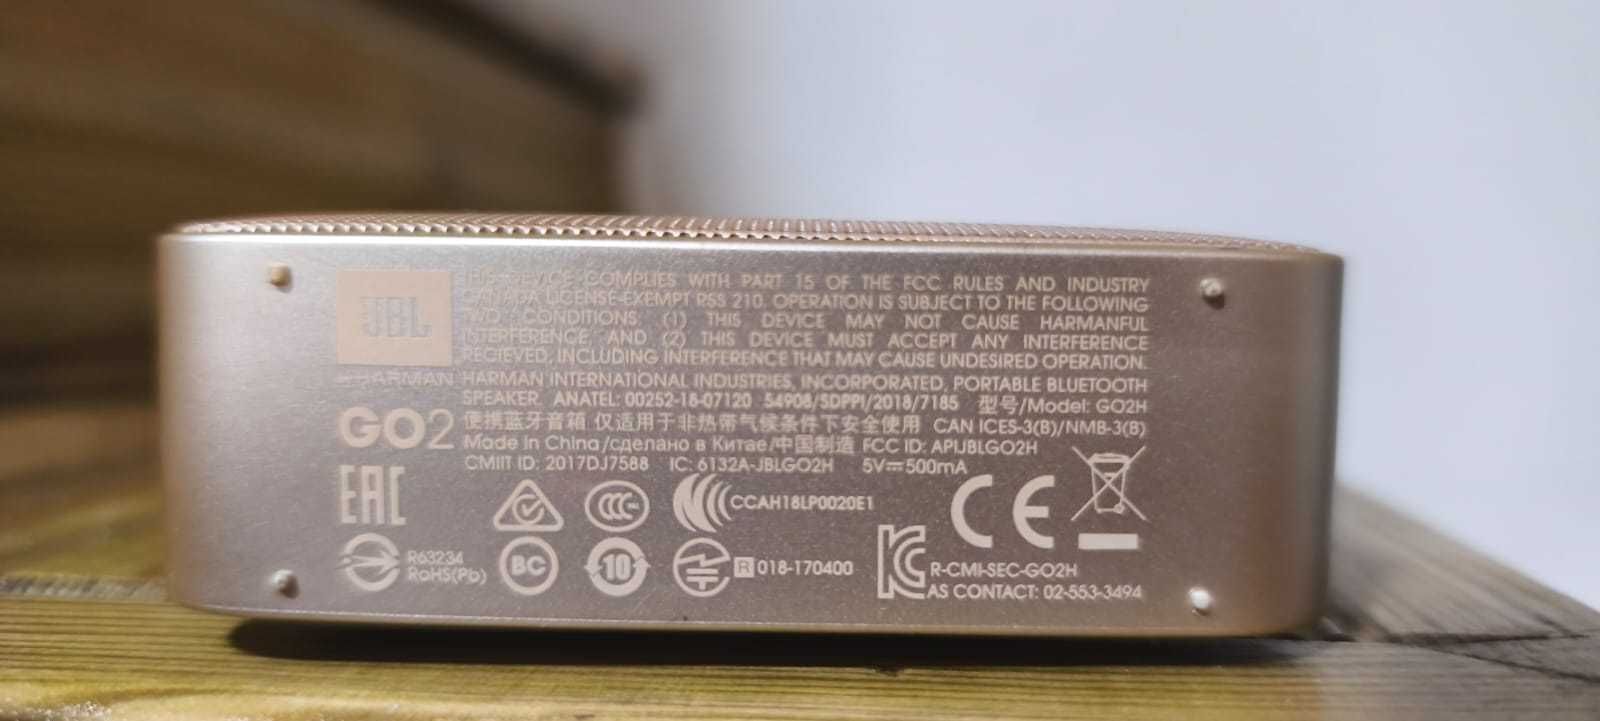 JBL
THIS DEVICE COMPLIES WITH PART 15 OF THE FCC RULES AND INDUSTRY
CANADA LICENSE-EXEMPT RSS 210. OPERATION IS SUBJECT TO THE FOLLOWING
TWO CONDITIONS. (1) THIS DEVICE MAY NOT CAUSE HARMANFUL
INTERFERENCE, AND (2) THIS DEVICE MUST ACCEPT ANY INTERFERENCE
RECIEVED, INCLUDING INTERFERENCE THAT MAY CAUSE UNDESIRED OPERATION.
HARMAN HARMAN INTERNATIONAL INDUSTRIES, INCORPORATED, PORTABLE BLUETOOTH
SPEAKER. ANATEL: 00252-18-07120 54908/SDPPI/2018/7185 型号/Model: GO2H
GO2 便携蓝牙音箱 仅适用于非热带气候条件下安全使用 CAN ICES-3(B)/NMB-3(B)
Made in China/сделано в Китае/中国制造 FCC ID: APIJBLGO2H
CMIIT ID: 2017DJ7588 IC: 6132A-JBLGO2H 5V⎓500mA
EAC
CCC
CCAH18LP0020E1
CE
R63234
RoHS(Pb)
BC
10
R 018-170400
KC
R-CMI-SEC-GO2H
AS CONTACT: 02-553-3494